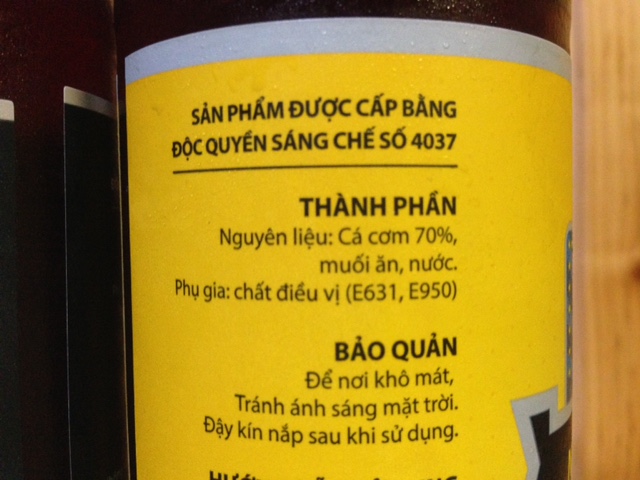 SẢN PHẨM ĐƯỢC CẤP BẰNG
ĐỘC QUYỀN SÁNG CHẾ SỐ 4037
THÀNH PHẦN
Nguyên liệu: Cá cơm 70%,
muối ăn, nước.
Phụ gia: chất điều vị (E631, E950)
BẢO QUẢN
Để nơi khô mát,
Tránh ánh sáng mặt trời.
Đậy kín nắp sau khi sử dụng.